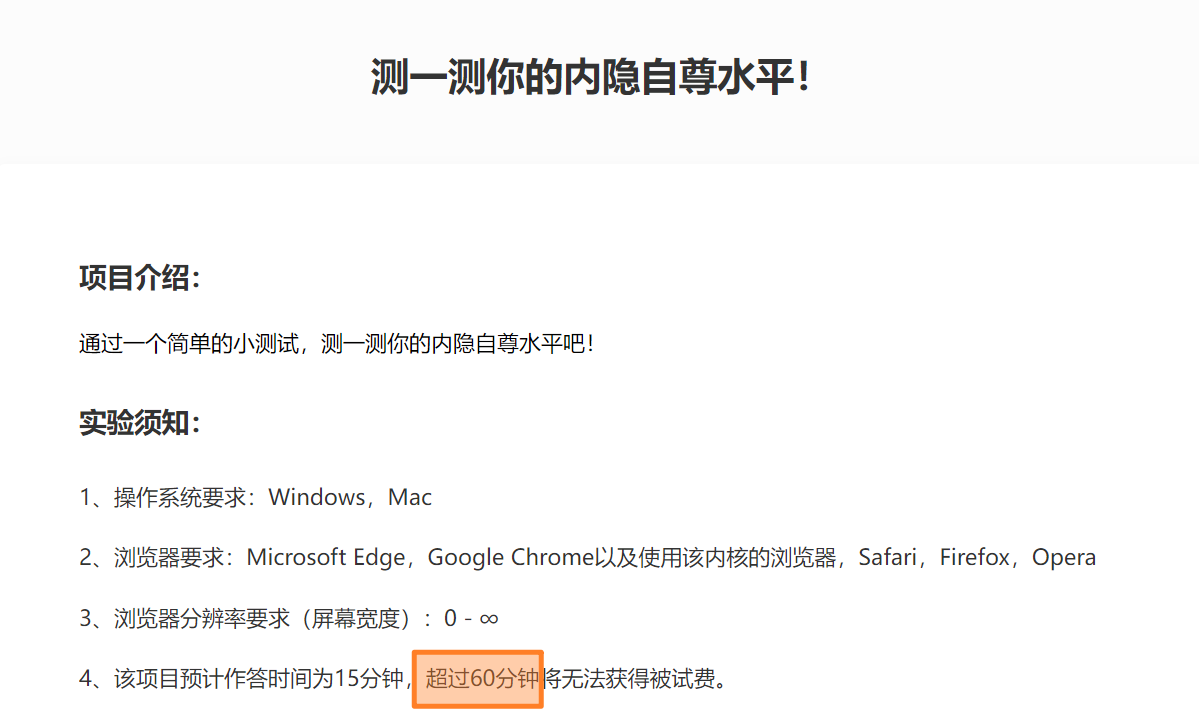 测一测你的内隐自尊水平！
项目介绍：
通过一个简单的小测试，测一测你的内隐自尊水平吧！
实验须知：
1、操作系统要求：Windows，Mac
2、浏览器要求：Microsoft Edge，Google Chrome以及使用该内核的浏览器，Safari，Firefox，Opera
3、浏览器分辨率要求（屏幕宽度）：0 - ∞
4、该项目预计作答时间为15分钟，超过60分钟将无法获得被试费。